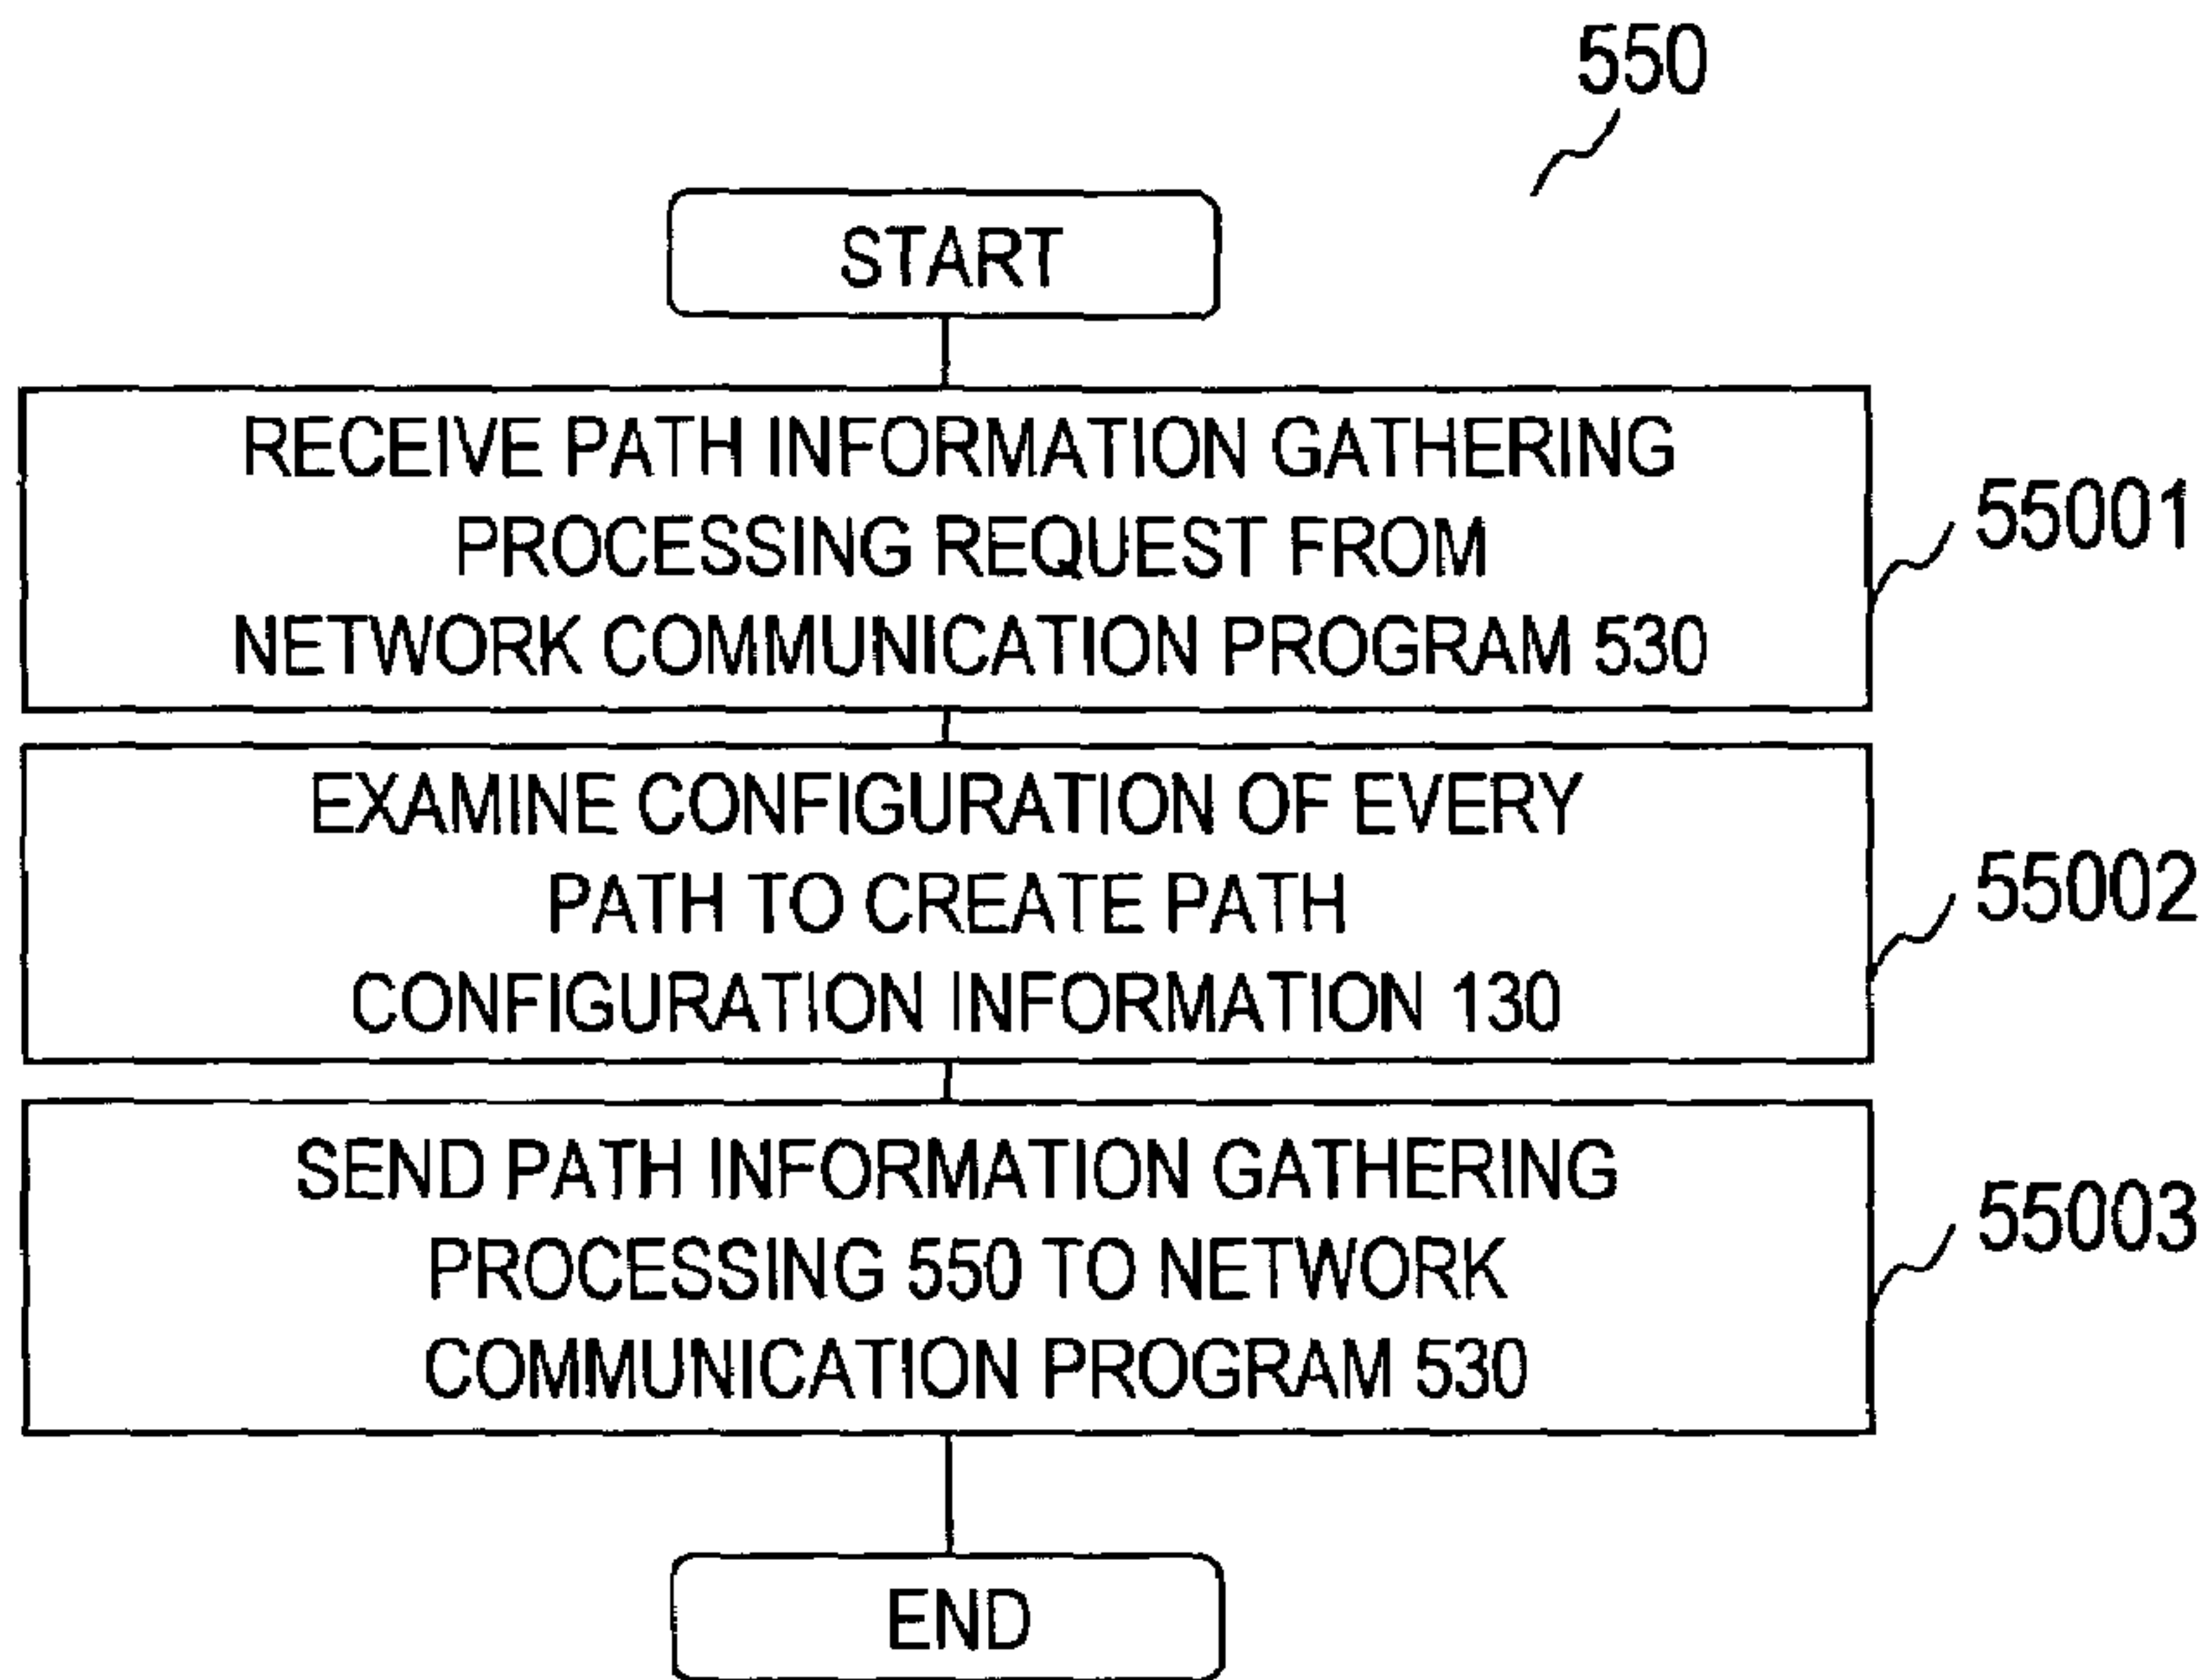 550
START
RECEIVE PATH INFORMATION GATHERING
PROCESSING REQUEST FROM
NETWORK COMMUNICATION PROGRAM 530
55001
EXAMINE CONFIGURATION OF EVERY
PATH TO CREATE PATH
CONFIGURATION INFORMATION 130
55002
SEND PATH INFORMATION GATHERING
PROCESSING 550 TO NETWORK
COMMUNICATION PROGRAM 530
55003
END